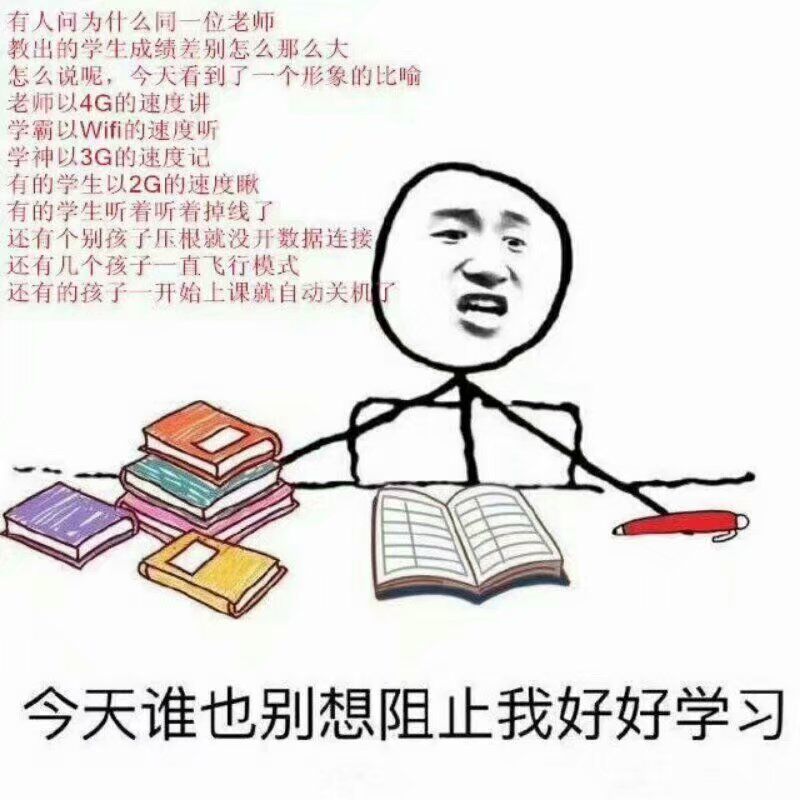 有人问为什么同一位老师
教出的学生成绩差别怎么那么大
怎么说呢，今天看到了一个形象的比喻
老师以4G的速度讲
学霸以Wifi的速度听
学神以3G的速度记
有的学生以2G的速度瞅
有的学生听着听着掉线了
还有个别孩子压根就没开数据连接
还有几个孩子一直飞行模式
还有的孩子一开始上课就自动关机了
今天谁也别想阻止我好好学习